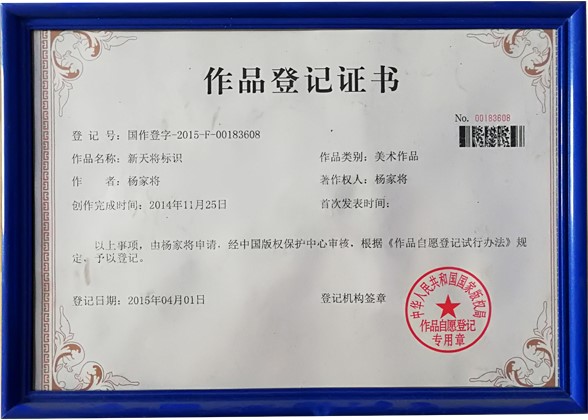 作品登记证书
No. 00183608
登 记 号：国作登字-2015-F-00183608
作品名称：新天将标识 作品类别：美术作品
作 者：杨家将 著作权人：杨家将
创作完成时间：2014年11月25日 首次发表时间：
以上事项，由杨家将申请，经中国版权保护中心审核，根据《作品自愿登记试行办法》规
定，予以登记。
登记日期：2015年04月01日 登记机构签章
中华人民共和国国家版权局
作品自愿登记
专用章